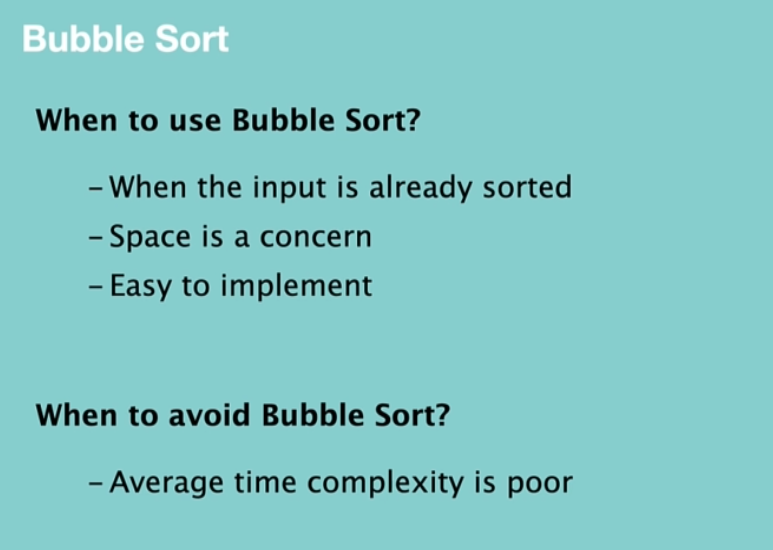 Bubble Sort
When to use Bubble Sort?
– When the input is already sorted
– Space is a concern
– Easy to implement
When to avoid Bubble Sort?
– Average time complexity is poor